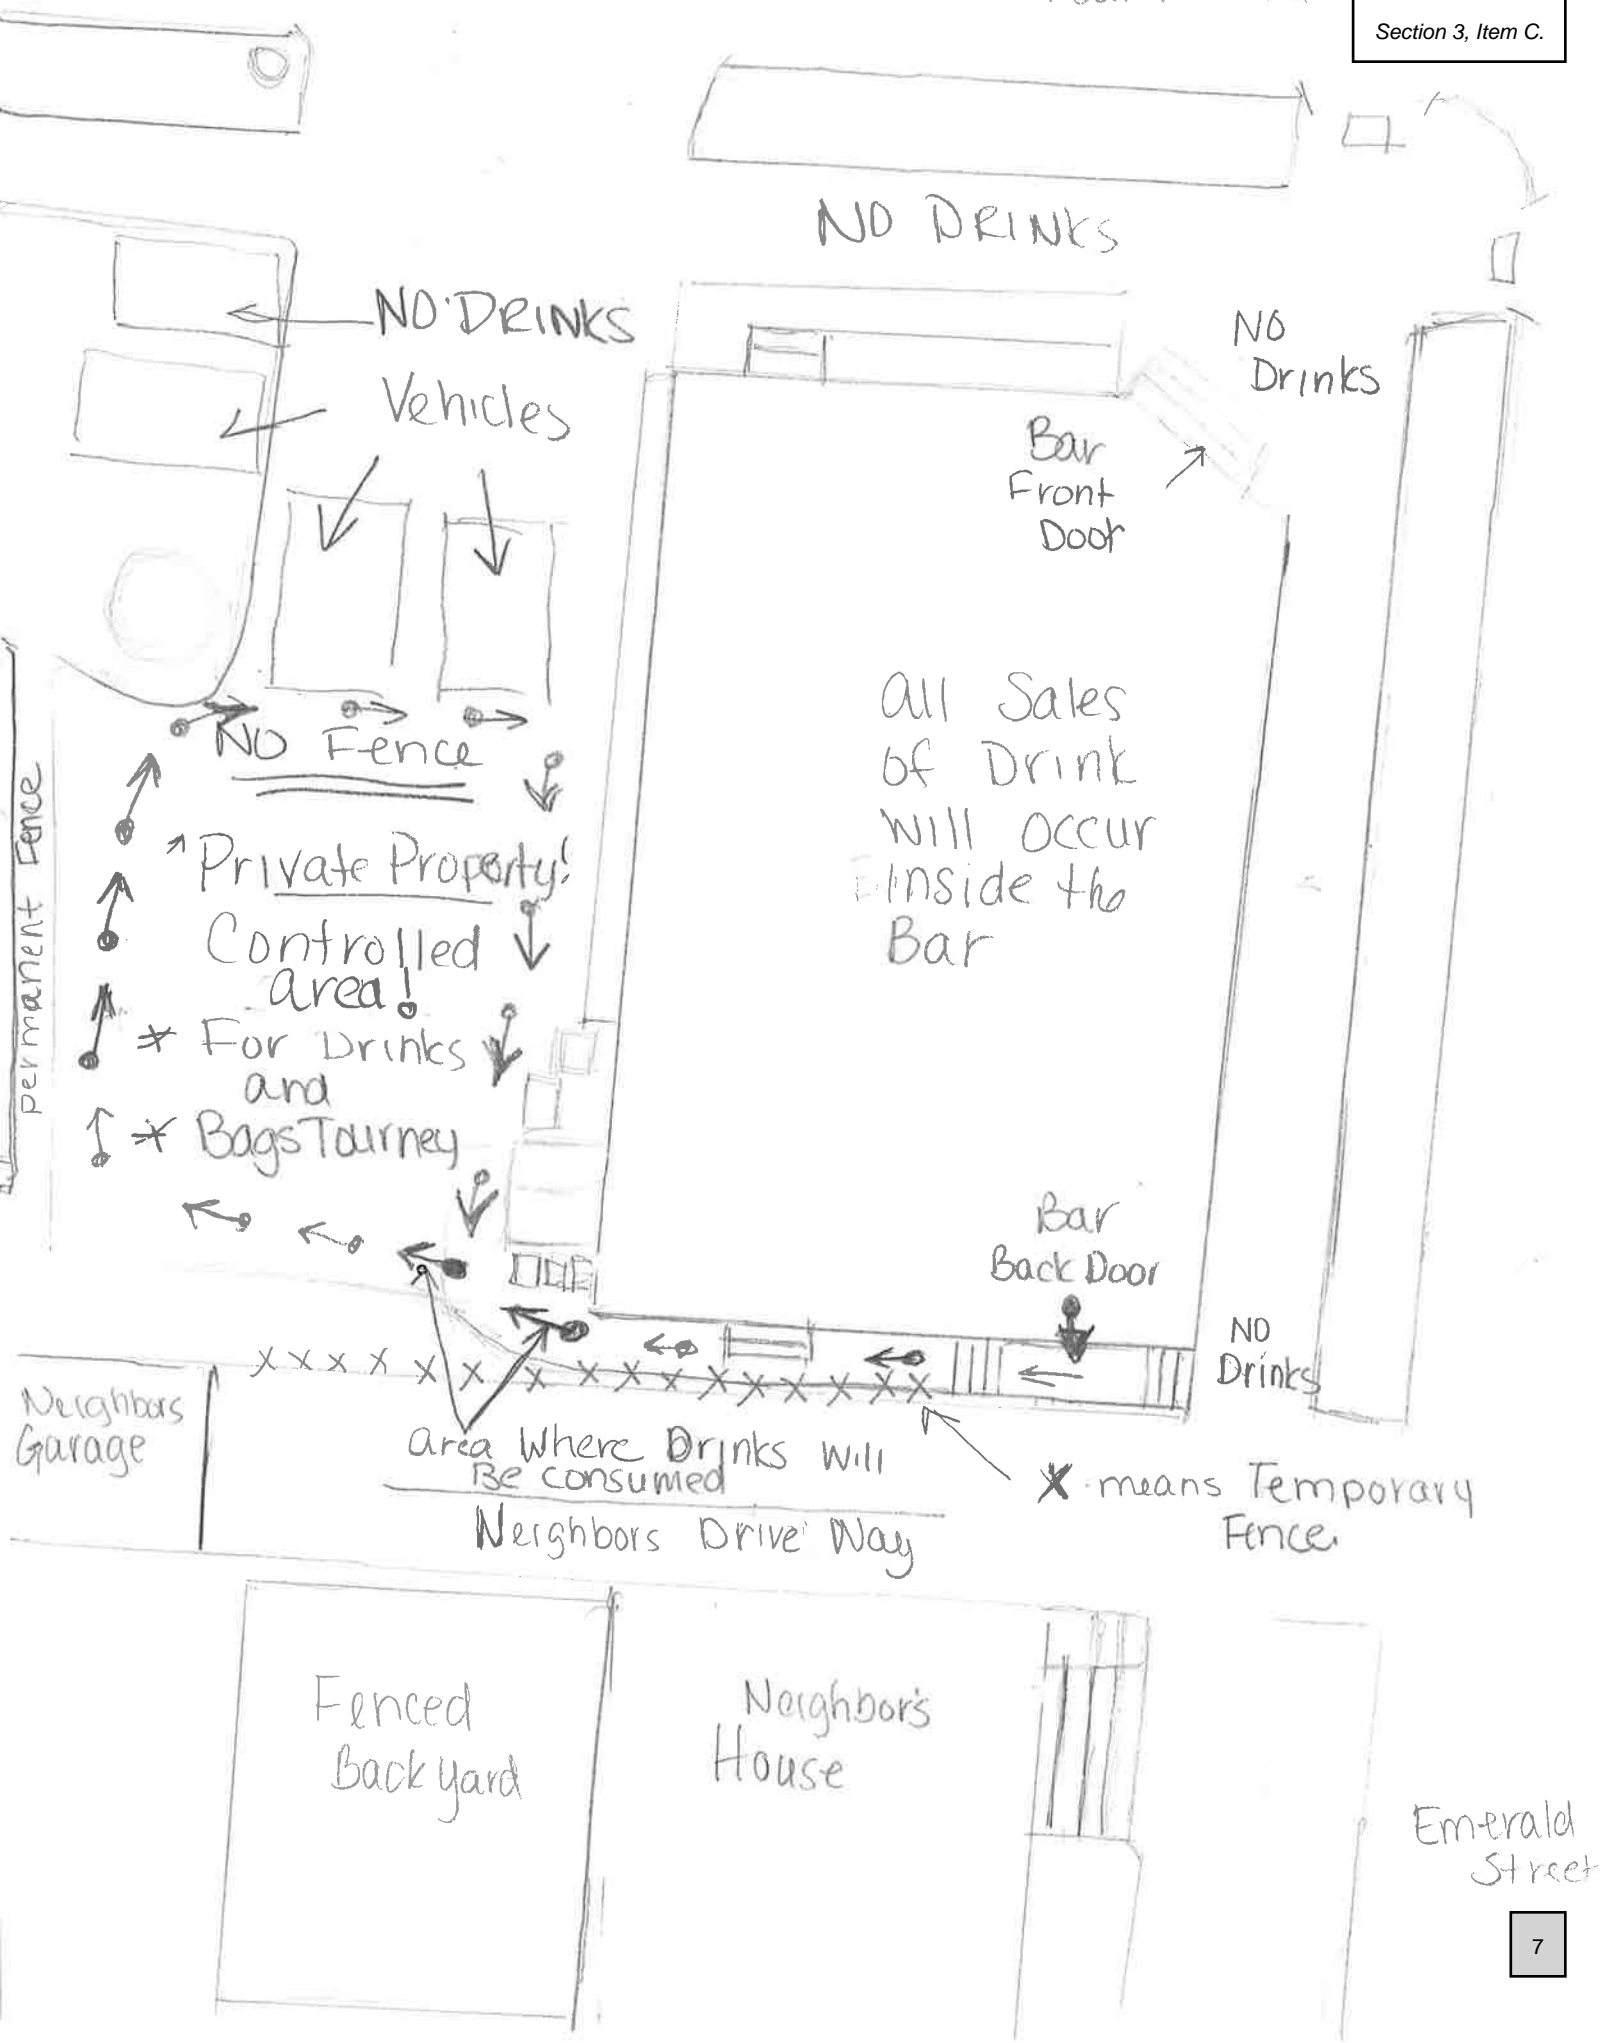 Section 3, Item C.
NO DRINKS
NO DRINKS
NO
Drinks
Vehicles
Bar
Front
Door
All Sales
of Drink
Will occur
Inside the
Bar
NO Fence
Private Property!
Controlled
area!
* For Drinks
and
* Bags Tourney
permanent Fence
Bar
Back Door
NO
Drinks
X X X X X X X X X X X X X X X X
Neighbors
Garage
area Where Drinks Will
Be consumed
X means Temporary
Fence
Neighbors Drive Way
Fenced
Back yard
Neighbor's
House
Emerald
Street
7